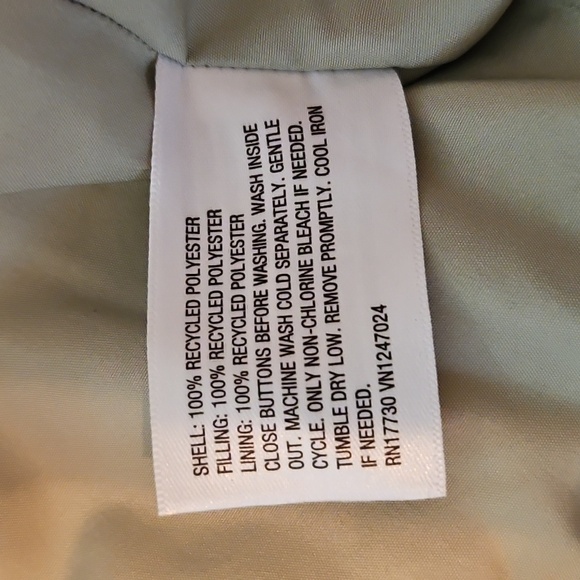 SHELL: 100% RECYCLED POLYESTER
FILLING: 100% RECYCLED POLYESTER
LINING: 100% RECYCLED POLYESTER
CLOSE BUTTONS BEFORE WASHING. WASH INSIDE
OUT. MACHINE WASH COLD SEPARATELY. GENTLE
CYCLE. ONLY NON-CHLORINE BLEACH IF NEEDED.
TUMBLE DRY LOW. REMOVE PROMPTLY. COOL IRON
IF NEEDED.
RN17730 VN1247024